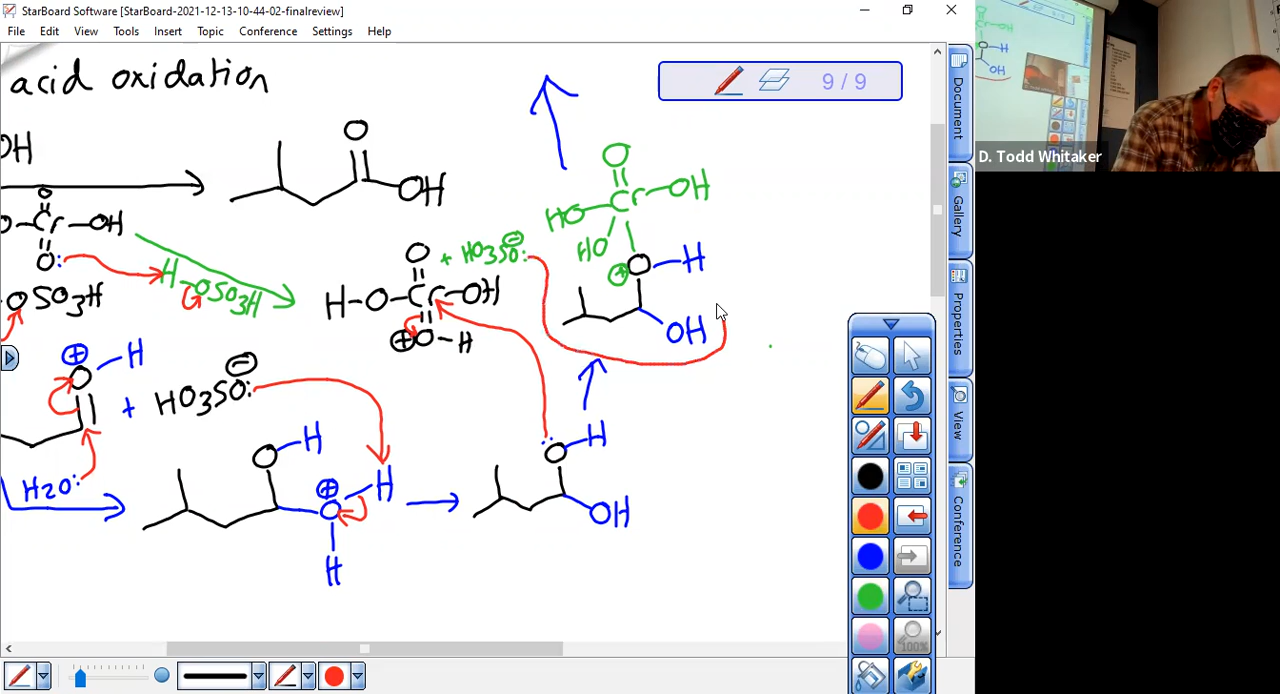 StarBoard Software [StarBoard-2021-12-13-10-44-02-finalreview]
File Edit View Tools Insert Topic Conference Settings Help
acid oxidation
9 / 9
OH
O
OH
O
Cr-OH
O:
H-OSO3H
OSO3H
O
Cr-OH
HO
HO
O-H
OH
O
H-O-Cr-OH
O-H
+ HO3SO:
O H
+ HO3SO:
H2O:
O-H
O-H
H
O-H
OH
Document
Gallery
Properties
View
Conference
100%
D. Todd Whitaker
H
OH